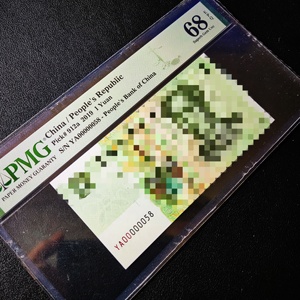 PMG
PAPER MONEY GUARANTY
China / People's Republic
Pick# 912a 2019 1 Yuan
S/N YA00000058 - People's Bank of China
68
YA00000058